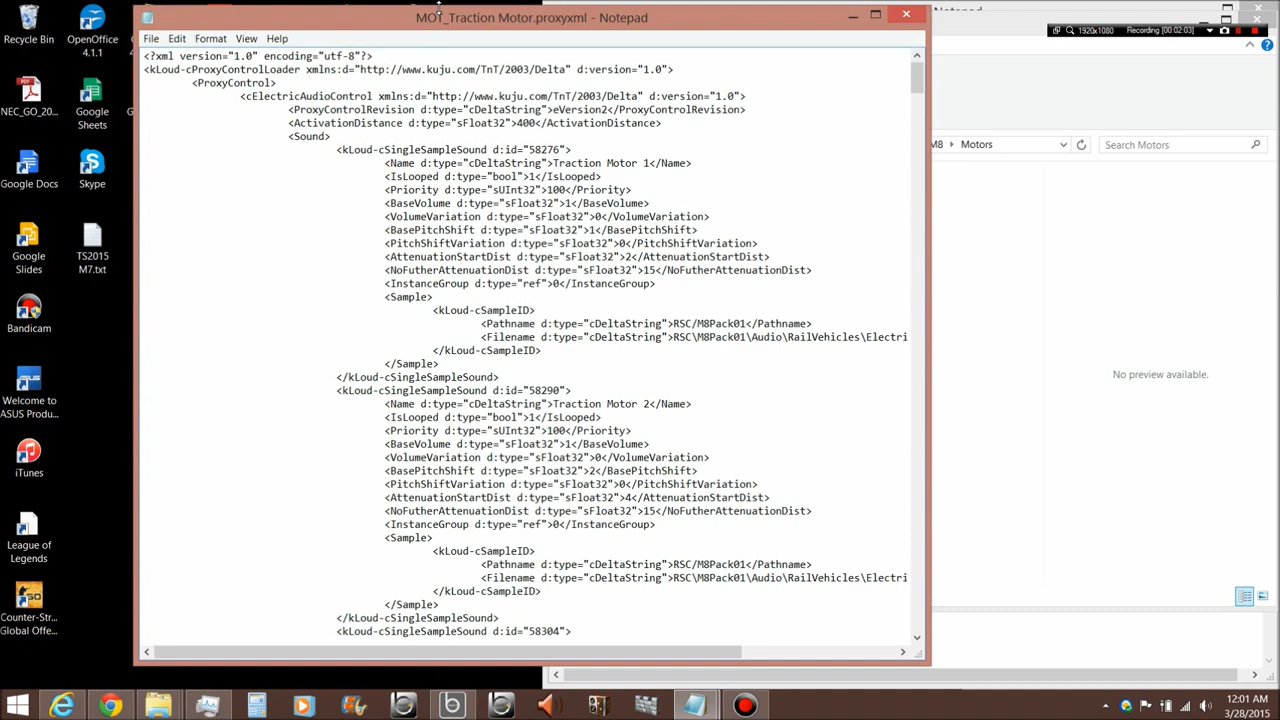 MOT_Traction Motor.proxyxml - Notepad
Notepad
1920x1080
Recording [00:02:03]
File Edit Format View Help
<?xml version="1.0" encoding="utf-8"?>
<kLoud-cProxyControlLoader xmlns:d="http://www.kuju.com/TnT/2003/Delta" d:version="1.0">
<ProxyControl>
<cElectricAudioControl xmlns:d="http://www.kuju.com/TnT/2003/Delta" d:version="1.0">
<ProxyControlRevision d:type="cDeltaString">eVersion2</ProxyControlRevision>
<ActivationDistance d:type="sFloat32">400</ActivationDistance>
<Sound>
<kLoud-cSingleSampleSound d:id="58276">
<Name d:type="cDeltaString">Traction Motor 1</Name>
<IsLooped d:type="bool">1</IsLooped>
<Priority d:type="sUInt32">100</Priority>
<BaseVolume d:type="sFloat32">1</BaseVolume>
<VolumeVariation d:type="sFloat32">0</VolumeVariation>
<BasePitchShift d:type="sFloat32">1</BasePitchShift>
<PitchShiftVariation d:type="sFloat32">0</PitchShiftVariation>
<AttenuationStartDist d:type="sFloat32">2</AttenuationStartDist>
<NoFutherAttenuationDist d:type="sFloat32">15</NoFutherAttenuationDist>
<InstanceGroup d:type="ref">0</InstanceGroup>
<Sample>
<kLoud-cSampleID>
<Pathname d:type="cDeltaString">RSC/M8Pack01</Pathname>
<Filename d:type="cDeltaString">RSC\M8Pack01\Audio\RailVehicles\Electri
</kLoud-cSampleID>
</Sample>
</kLoud-cSingleSampleSound>
<kLoud-cSingleSampleSound d:id="58290">
<Name d:type="cDeltaString">Traction Motor 2</Name>
<IsLooped d:type="bool">1</IsLooped>
<Priority d:type="sUInt32">100</Priority>
<BaseVolume d:type="sFloat32">1</BaseVolume>
<VolumeVariation d:type="sFloat32">0</VolumeVariation>
<BasePitchShift d:type="sFloat32">2</BasePitchShift>
<PitchShiftVariation d:type="sFloat32">0</PitchShiftVariation>
<AttenuationStartDist d:type="sFloat32">4</AttenuationStartDist>
<NoFutherAttenuationDist d:type="sFloat32">15</NoFutherAttenuationDist>
<InstanceGroup d:type="ref">0</InstanceGroup>
<Sample>
<kLoud-cSampleID>
<Pathname d:type="cDeltaString">RSC/M8Pack01</Pathname>
<Filename d:type="cDeltaString">RSC\M8Pack01\Audio\RailVehicles\Electri
</kLoud-cSampleID>
</Sample>
</kLoud-cSingleSampleSound>
<kLoud-cSingleSampleSound d:id="58304">
M8 Motors
Search Motors
No preview available.
Recycle Bin
OpenOffice
4.1.1
NEC_GO_20...
Google
Sheets
Google Docs
Skype
Google
Slides
TS2015
M7.txt
Bandicam
Welcome to
ASUS Produ...
iTunes
League of
Legends
Counter-Str...
Global Offe...
12:01 AM
3/28/2015